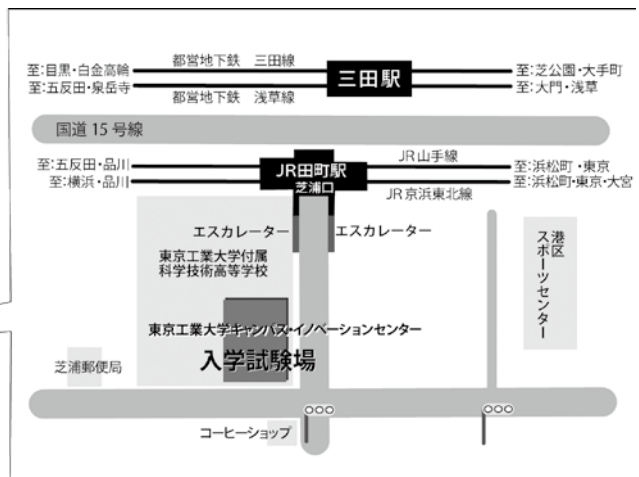 都営地下鉄 三田線
至:目黒・白金高輪
至:五反田・泉岳寺
三田駅
至:芝公園・大手町
至:大門・浅草
都営地下鉄 浅草線
国道15号線
JR山手線
至:五反田・品川
至:横浜・品川
JR田町駅
芝浦口
至:浜松町・東京
至:浜松町・東京・大宮
JR京浜東北線
エスカレーター
エスカレーター
東京工業大学付属
科学技術高等学校
港区
スポーツセンター
東京工業大学キャンパス・イノベーションセンター
入学試験場
芝浦郵便局
コーヒーショップ